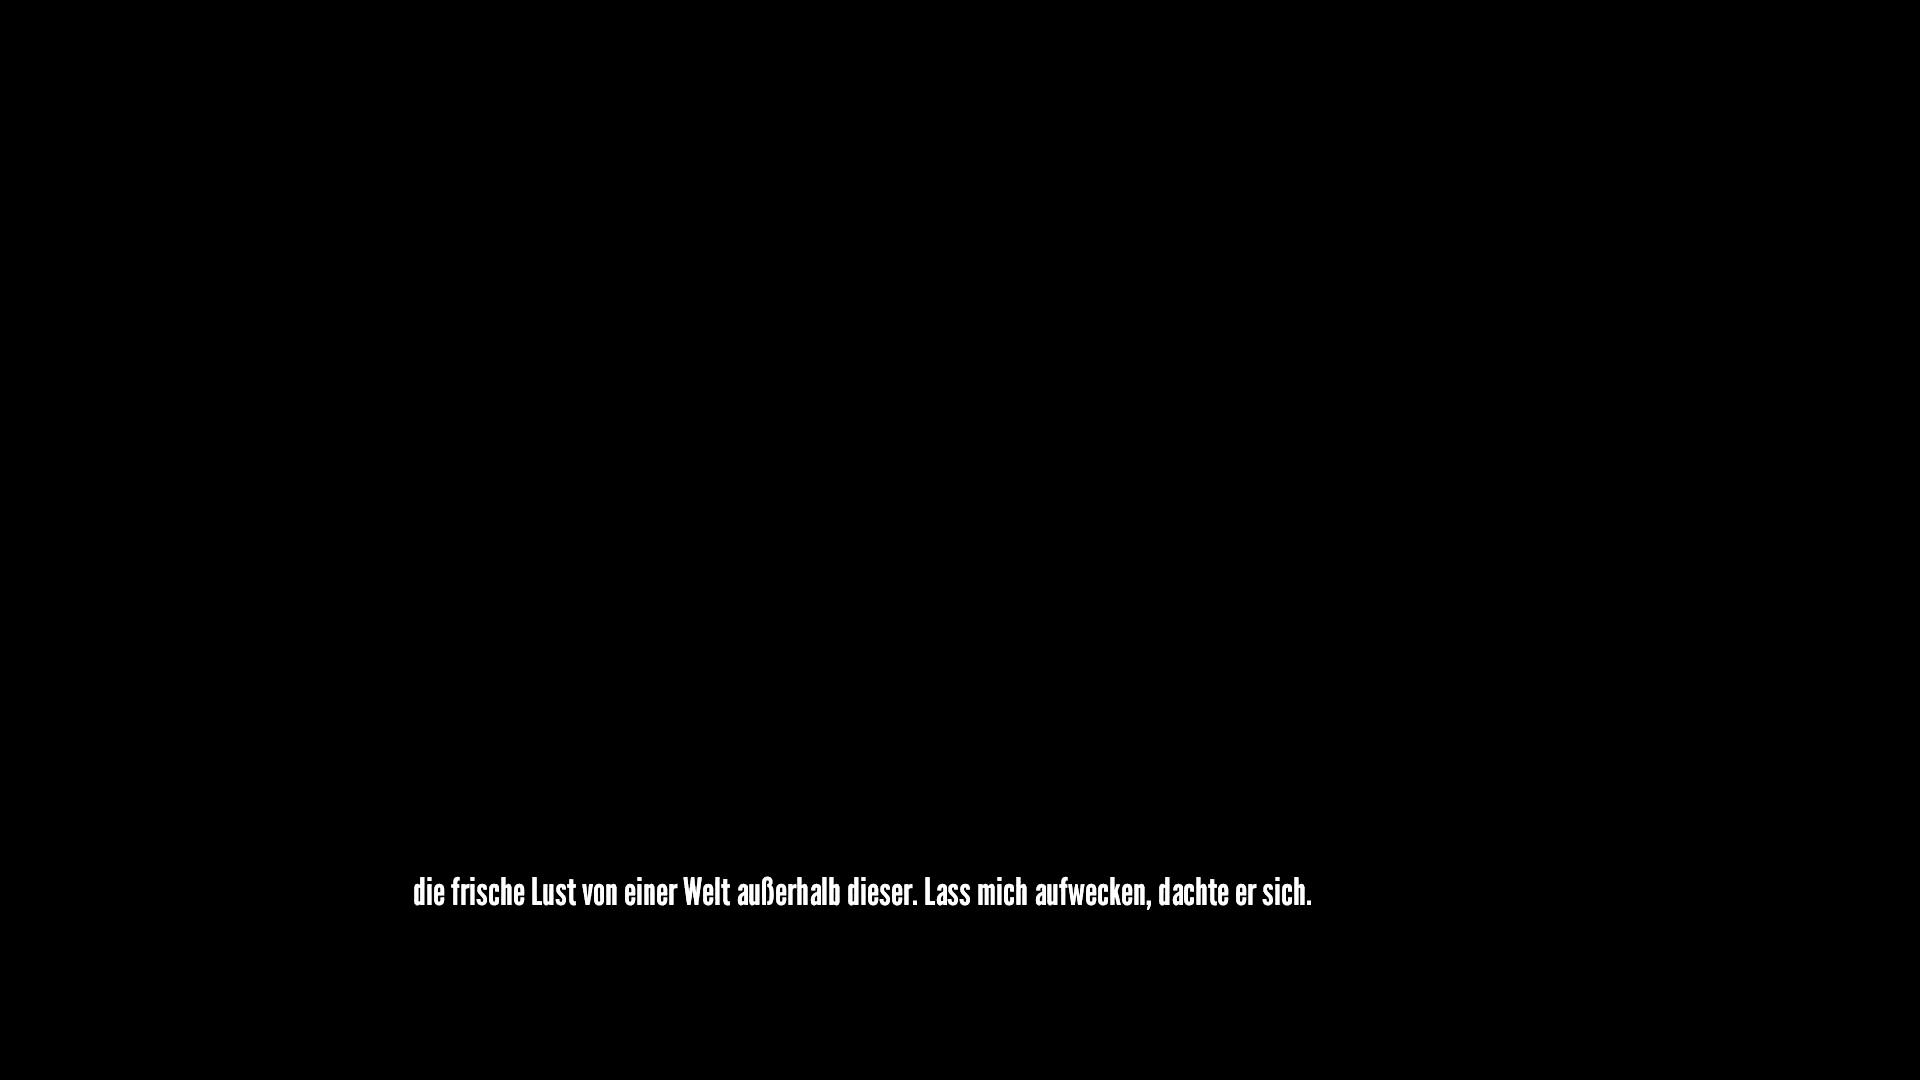 die frische Lust von einer Welt außerhalb dieser. Lass mich aufwecken, dachte er sich.